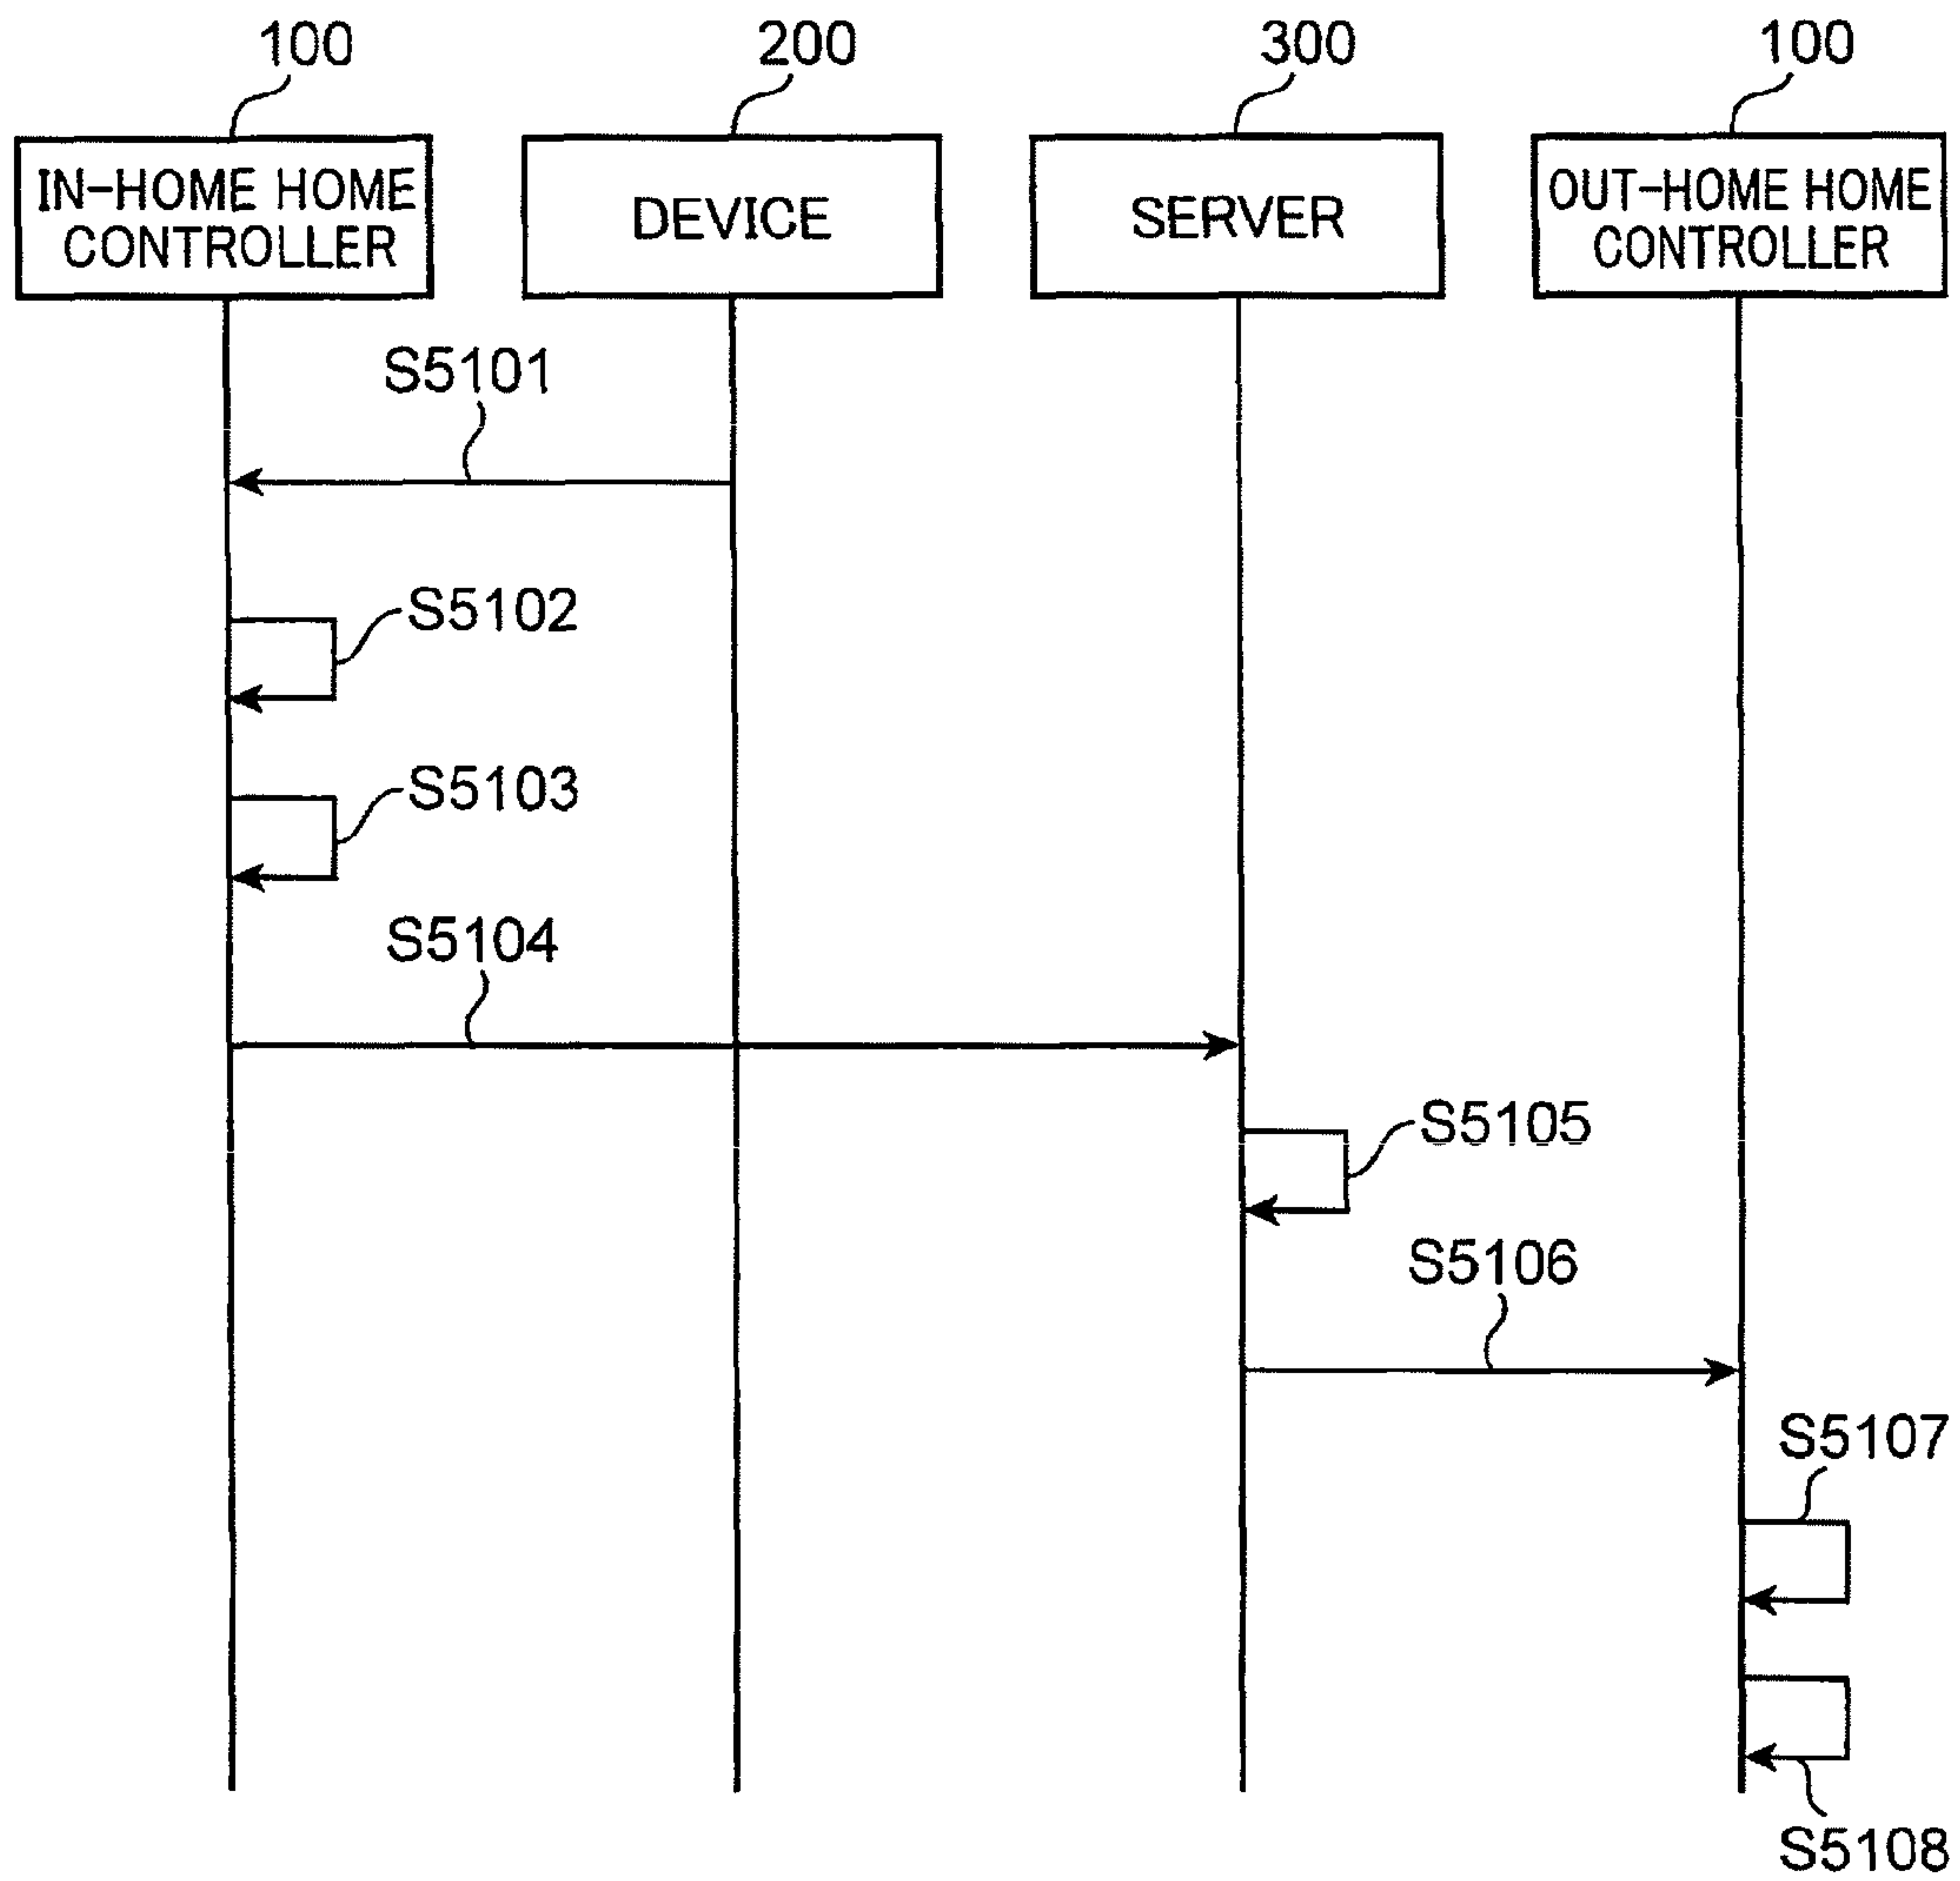 100
200
300
100
IN-HOME HOME
CONTROLLER
DEVICE
SERVER
OUT-HOME HOME
CONTROLLER
S5101
S5102
S5103
S5104
S5105
S5106
S5107
S5108